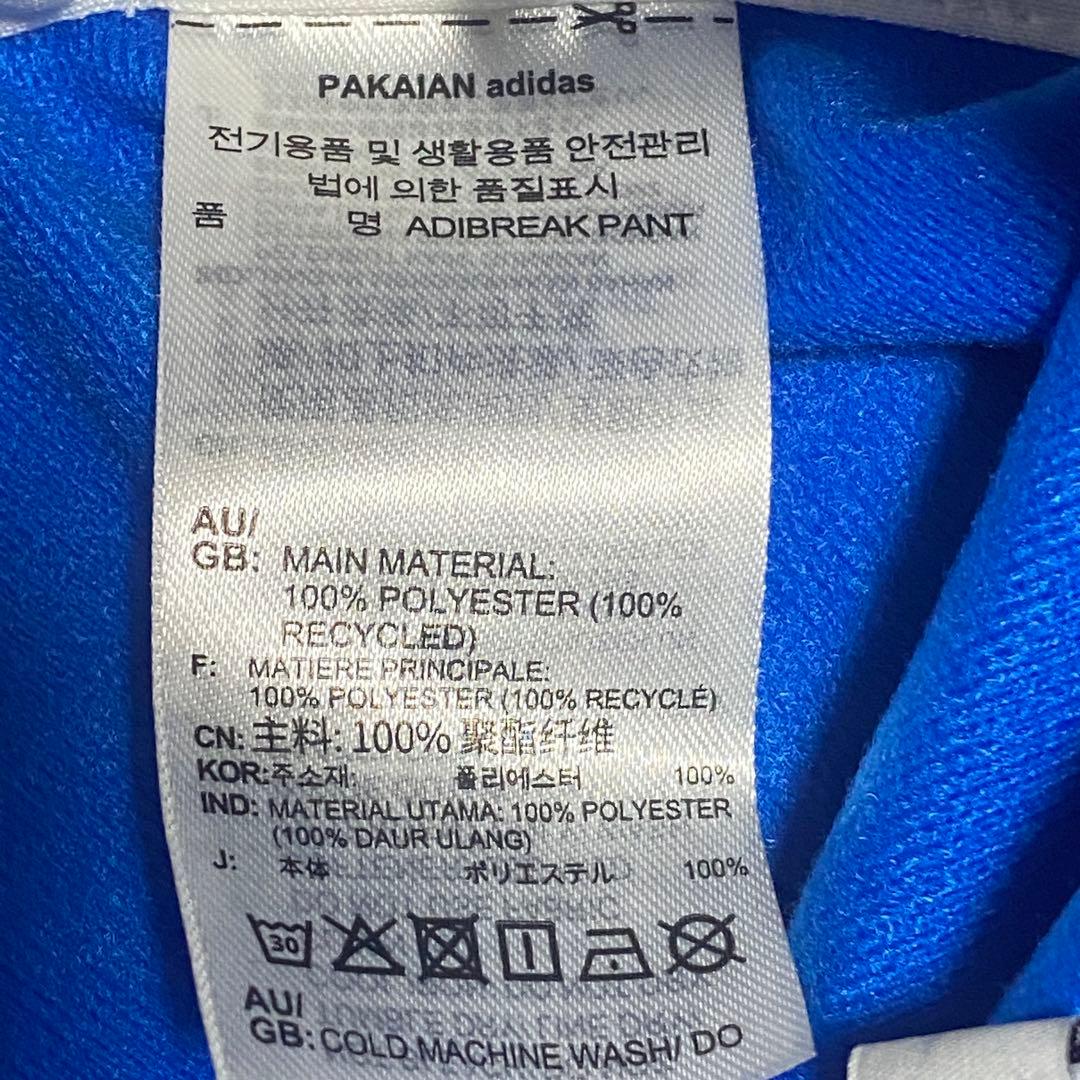 PAKAIAN adidas
전기용품 및 생활용품 안전관리
법에 의한 품질표시
품 명 ADIBREAK PANT
AU/
GB: MAIN MATERIAL:
100% POLYESTER (100%
RECYCLED)
F: MATIERE PRINCIPALE:
100% POLYESTER (100% RECYCLÉ)
CN: 主料: 100% 聚酯纤维
KOR: 주소재: 폴리에스터 100%
IND: MATERIAL UTAMA: 100% POLYESTER
(100% DAUR ULANG)
J: 本体 ポリエステル 100%
30
AU/
GB: COLD MACHINE WASH/ DO